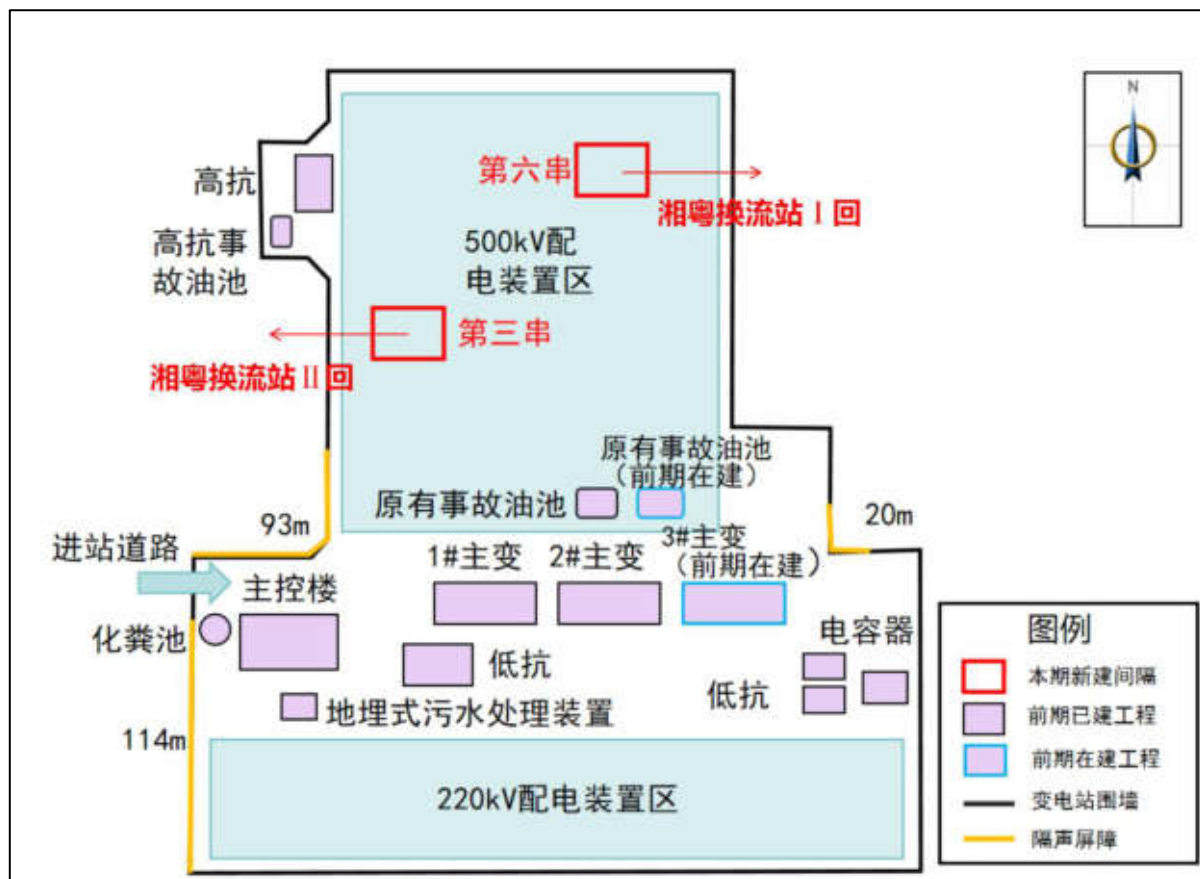 N
高抗
第六串
湘粤换流站Ⅰ回
高抗事
故油池
500kV配
电装置区
第三串
湘粤换流站Ⅱ回
原有事故油池
（前期在建）
原有事故油池
93m
20m
进站道路
1#主变
2#主变
3#主变
（前期在建）
主控楼
化粪池
电容器
低抗
低抗
地埋式污水处理装置
114m
220kV配电装置区
图例
本期新建间隔
前期已建工程
前期在建工程
变电站围墙
隔声屏障